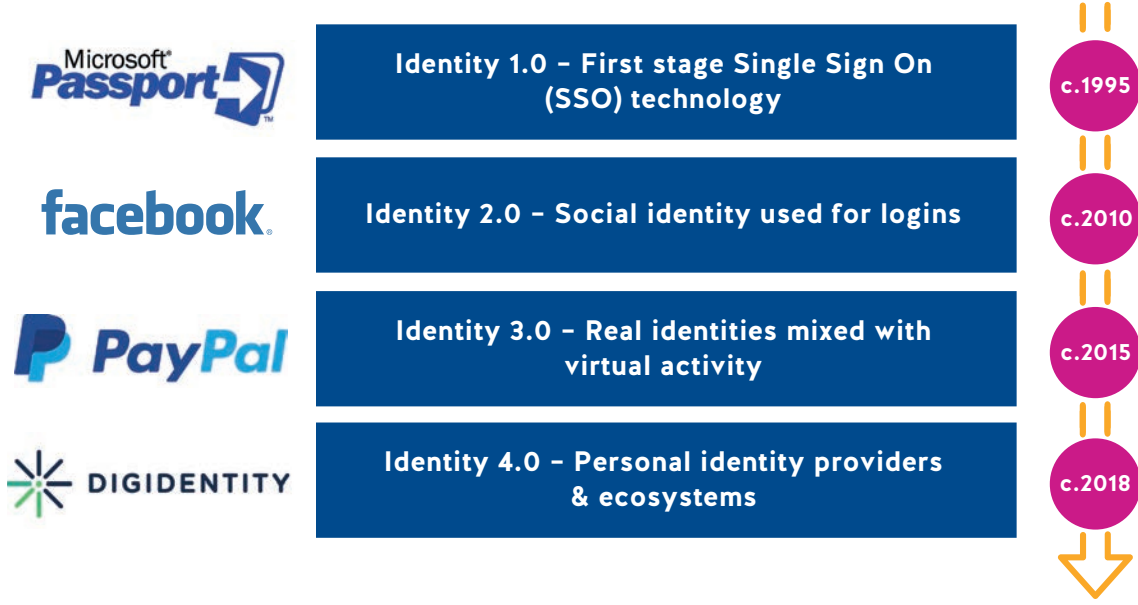 Microsoft®
Passport
TM
Identity 1.0 – First stage Single Sign On
(SSO) technology
c.1995
facebook®
Identity 2.0 – Social identity used for logins
c.2010
PayPal
Identity 3.0 – Real identities mixed with
virtual activity
c.2015
DIGIDENTITY
Identity 4.0 – Personal identity providers
& ecosystems
c.2018